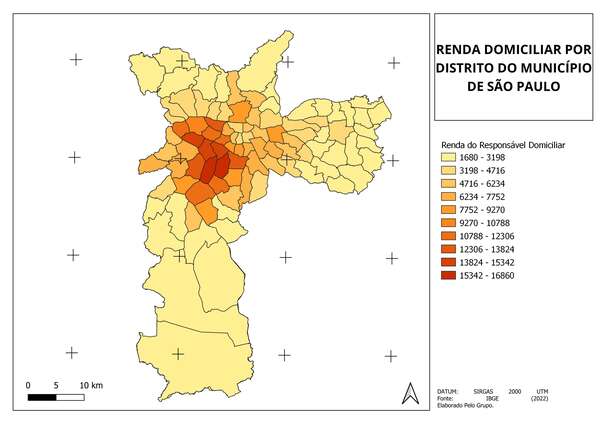 RENDA DOMICILIAR POR
DISTRITO DO MUNICÍPIO
DE SÃO PAULO
Renda do Responsável Domiciliar
1680 - 3198
3198 - 4716
4716 - 6234
6234 - 7752
7752 - 9270
9270 - 10788
10788 - 12306
12306 - 13824
13824 - 15342
15342 - 16860
0 5 10 km
DATUM: SIRGAS 2000 UTM
Fonte: IBGE (2022)
Elaborado Pelo Grupo.